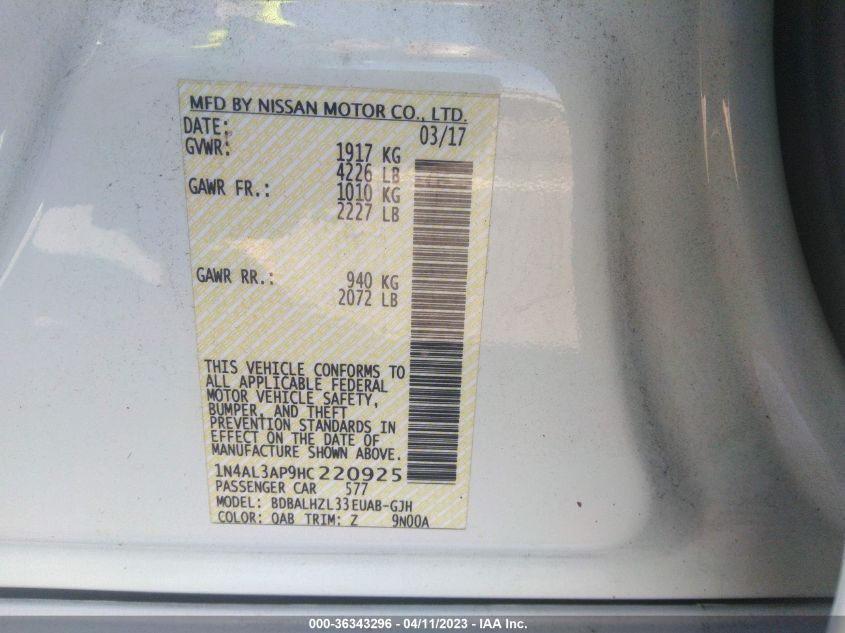 MFD BY NISSAN MOTOR CO., LTD.
DATE: 03/17
GVWR: 1917 KG
4226 LB
GAWR FR.: 1010 KG
2227 LB
GAWR RR.: 940 KG
2072 LB
THIS VEHICLE CONFORMS TO
ALL APPLICABLE FEDERAL
MOTOR VEHICLE SAFETY,
BUMPER, AND THEFT
PREVENTION STANDARDS IN
EFFECT ON THE DATE OF
MANUFACTURE SHOWN ABOVE.
1N4AL3AP9HC220925
PASSENGER CAR 577
MODEL: BDBALHZL33EUAB-GJH
COLOR: QAB TRIM: Z 9N00A
000-36343296 - 04/11/2023 - IAA Inc.